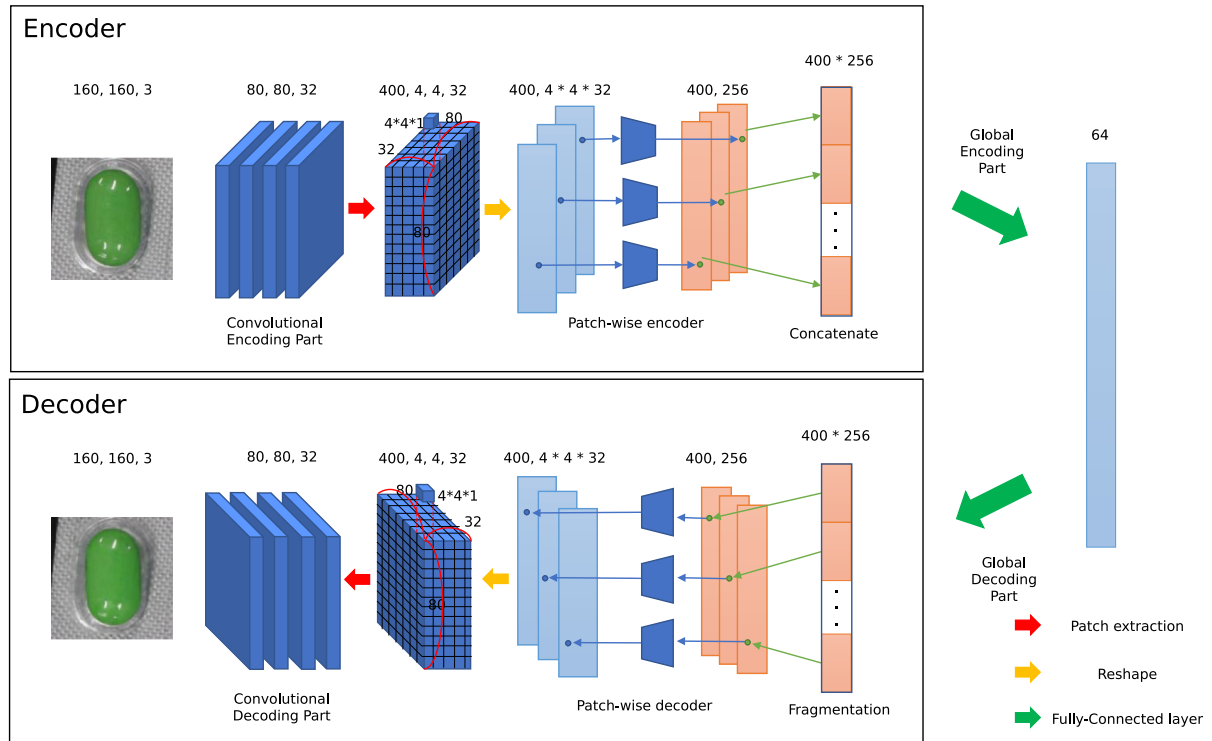 Encoder
400 * 256
160, 160, 3
80, 80, 32
400, 4, 4, 32
400, 4 * 4 * 32
400, 256
4*4*1
80
32
80
Convolutional
Encoding Part
Patch-wise encoder
Concatenate
Global
Encoding
Part
64
Decoder
400 * 256
160, 160, 3
80, 80, 32
400, 4, 4, 32
400, 4 * 4 * 32
400, 256
80
4*4*1
32
80
Convolutional
Decoding Part
Patch-wise decoder
Fragmentation
Global
Decoding
Part
Patch extraction
Reshape
Fully-Connected layer